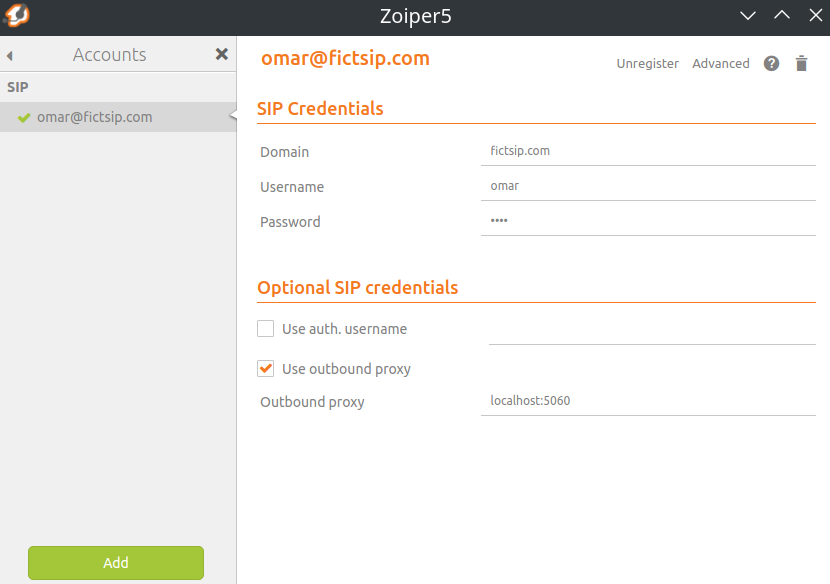 Zoiper5
Accounts
SIP
omar@fictsip.com
Add
omar@fictsip.com
Unregister Advanced ?
SIP Credentials
Domain fictsip.com
Username omar
Password ••••
Optional SIP credentials
Use auth. username
Use outbound proxy
Outbound proxy localhost:5060